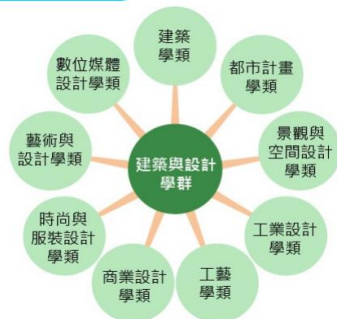 建築
學類
都市計畫
學類
景觀與
空間設計
學類
工業設計
學類
工藝
學類
商業設計
學類
時尚與
服裝設計
學類
藝術與
設計學類
數位媒體
設計學類
建築與設計
學群